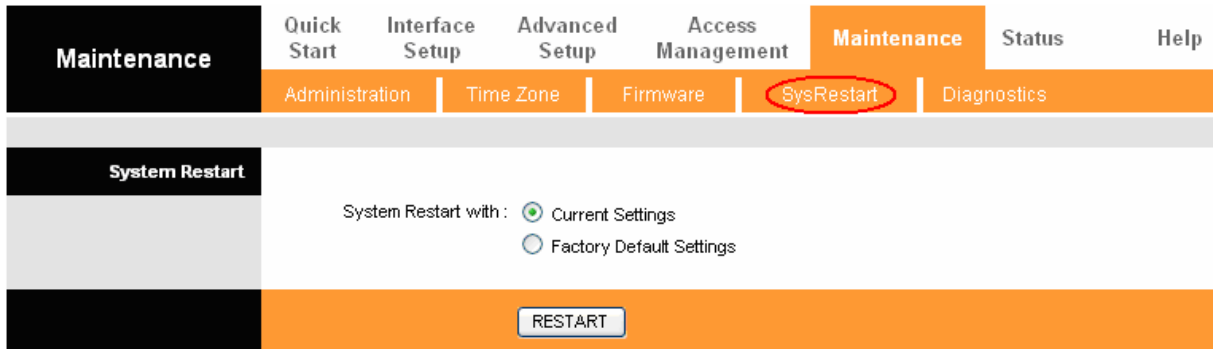 Maintenance
Quick Start
Interface Setup
Advanced Setup
Access Management
Maintenance
Status
Help
Administration
Time Zone
Firmware
SysRestart
Diagnostics
System Restart
System Restart with :
Current Settings
Factory Default Settings
RESTART